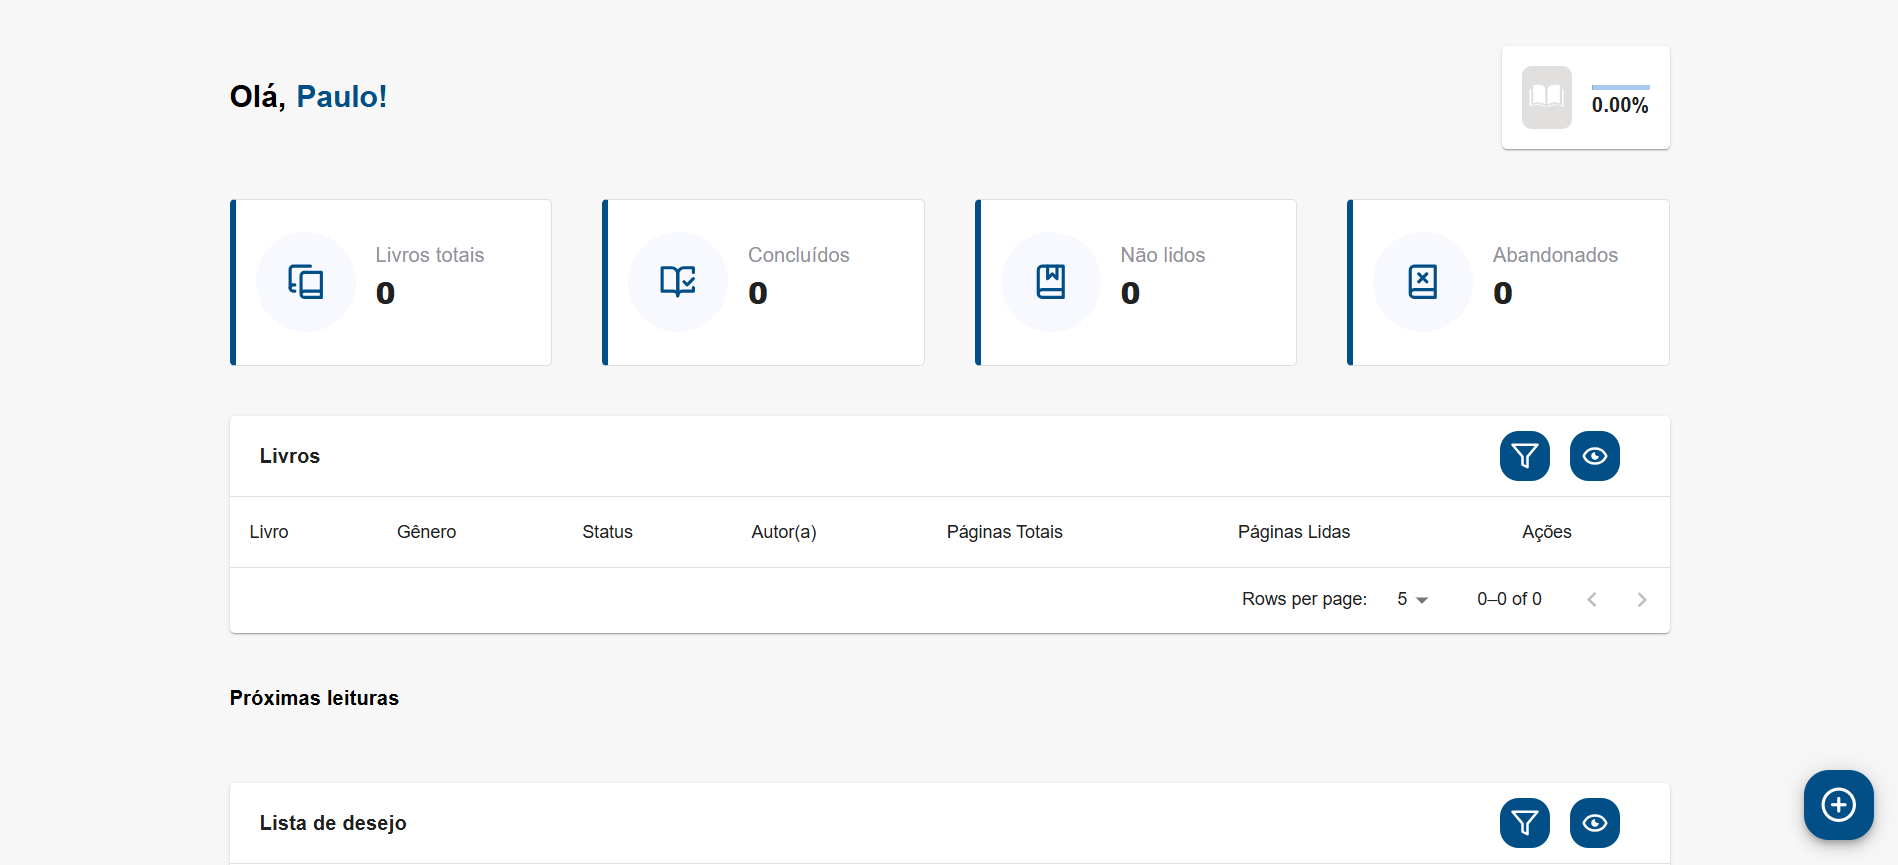 Olá, Paulo!
0.00%
Livros totais
0
Concluídos
0
Não lidos
0
Abandonados
0
Livros
Livro Gênero Status Autor(a) Páginas Totais Páginas Lidas Ações
Rows per page: 5 0–0 of 0
Próximas leituras
Lista de desejo